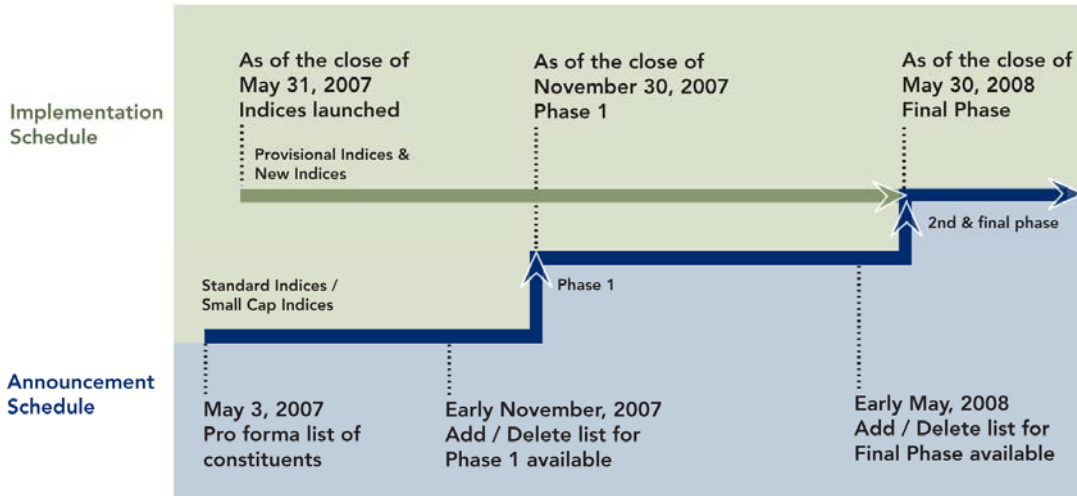 Implementation
Schedule
As of the close of
May 31, 2007
Indices launched
As of the close of
November 30, 2007
Phase 1
As of the close of
May 30, 2008
Final Phase
Provisional Indices &
New Indices
2nd & final phase
Standard Indices /
Small Cap Indices
Phase 1
Announcement
Schedule
May 3, 2007
Pro forma list of
constituents
Early November, 2007
Add / Delete list for
Phase 1 available
Early May, 2008
Add / Delete list for
Final Phase available